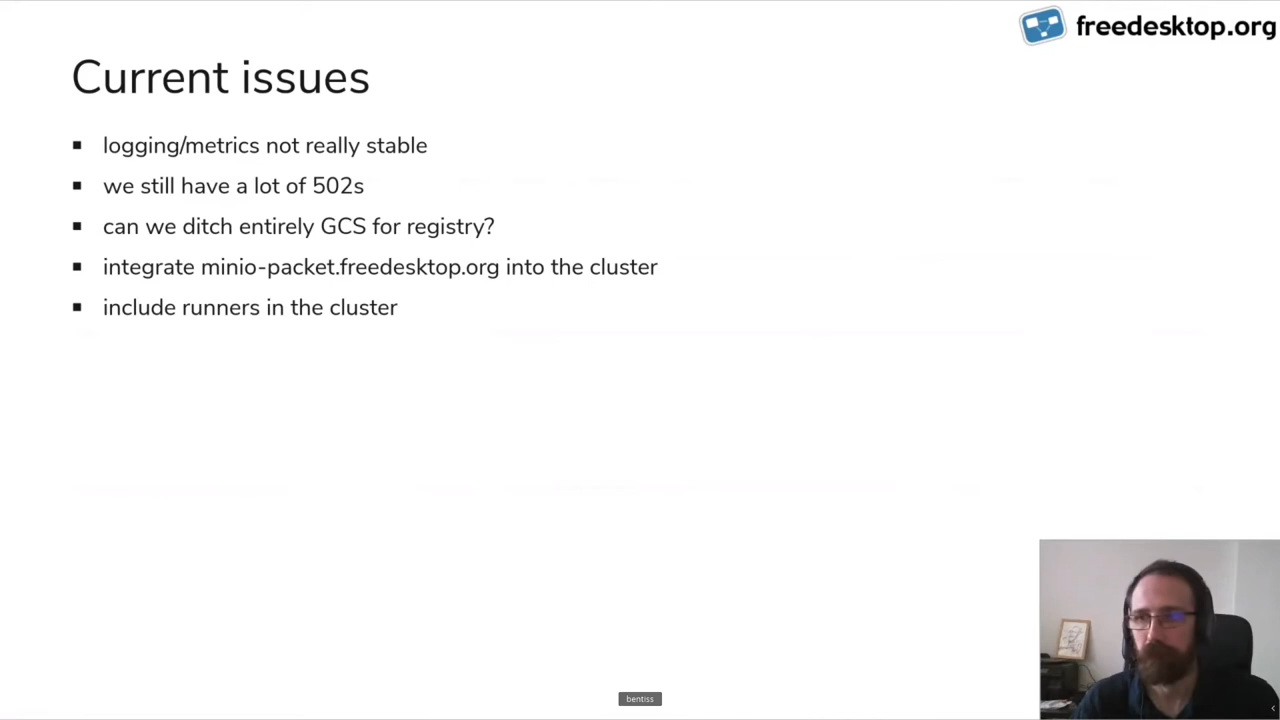 freedesktop.org
Current issues
▪ logging/metrics not really stable
▪ we still have a lot of 502s
▪ can we ditch entirely GCS for registry?
▪ integrate minio-packet.freedesktop.org into the cluster
▪ include runners in the cluster
bentiss